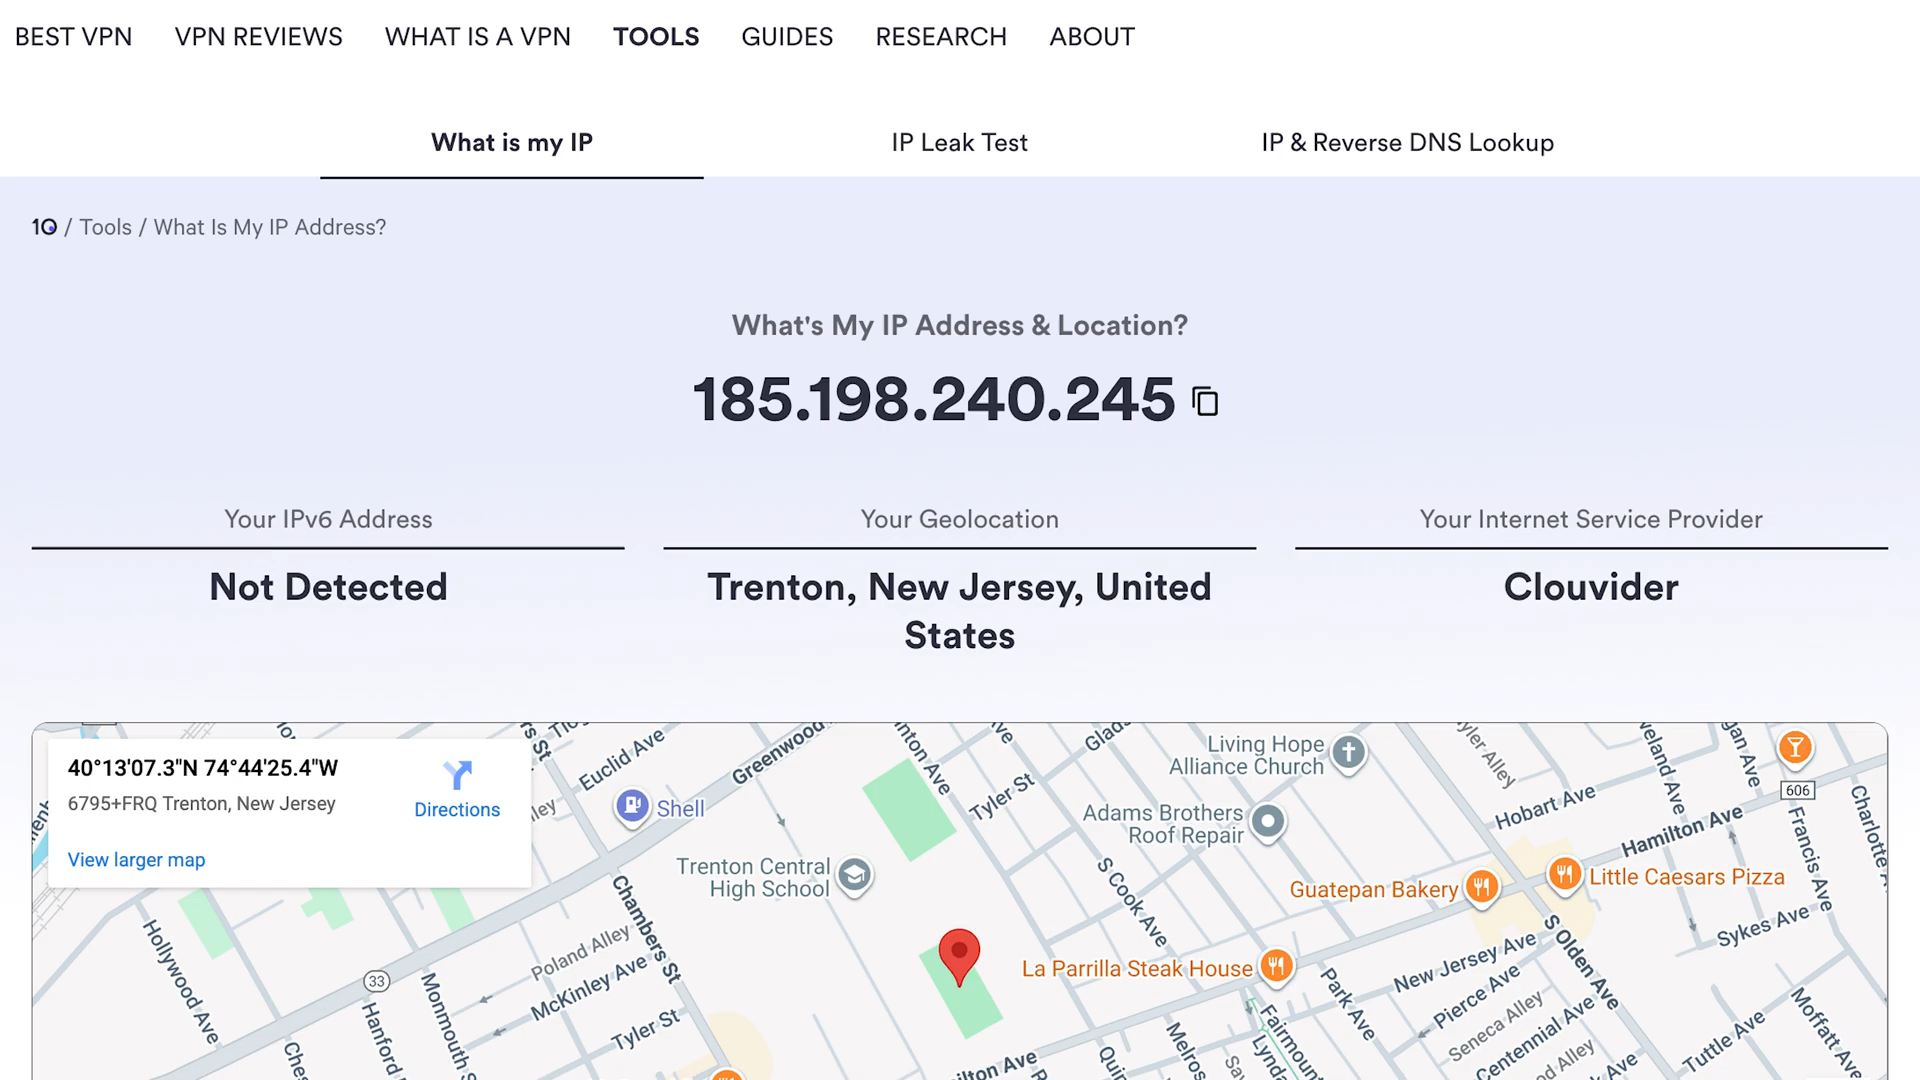 BEST VPN
VPN REVIEWS
WHAT IS A VPN
TOOLS
GUIDES
RESEARCH
ABOUT
What is my IP
IP Leak Test
IP & Reverse DNS Lookup
10 / Tools / What Is My IP Address?
What's My IP Address & Location?
185.198.240.245
Your IPv6 Address
Not Detected
Your Geolocation
Trenton, New Jersey, United
States
Your Internet Service Provider
Clouvider
40°13'07.3"N 74°44'25.4"W
6795+FRQ Trenton, New Jersey
Directions
View larger map
Euclid Ave
Greenwood
Shell
Trenton Central
High School
Tyler St
Living Hope
Alliance Church
Adams Brothers
Roof Repair
S Cook Ave
Hobart Ave
606
Hamilton Ave
Francis Ave
Guatepan Bakery
Little Caesars Pizza
Sykes Ave
S Olden Ave
New Jersey Ave
Pierce Ave
Seneca Alley
Centennial Ave
Tuttle Ave
Moffatt Ave
La Parrilla Steak House
Park Ave
Fairmount
Chambers St
Poland Alley
McKinley Ave
Tyler St
Hollywood Ave
33
Monmouth S
Hanford